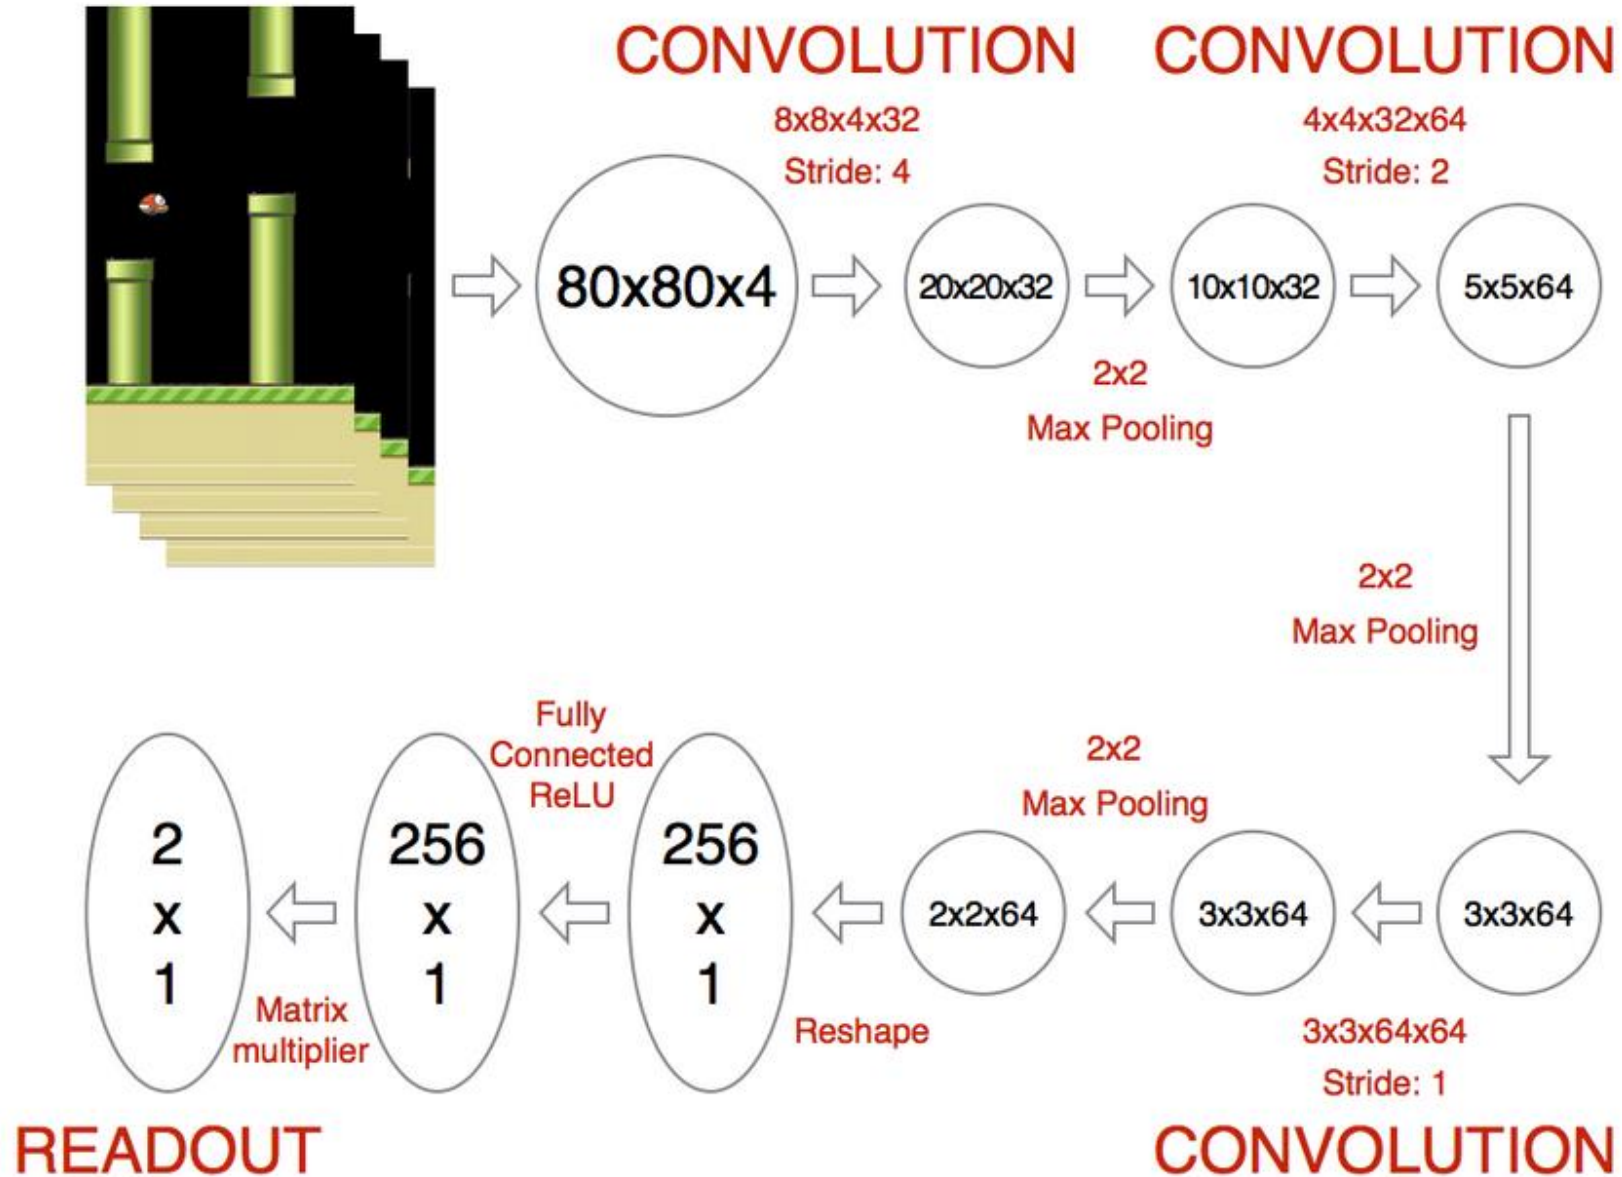 CONVOLUTION
8x8x4x32
Stride: 4
CONVOLUTION
4x4x32x64
Stride: 2
80x80x4
20x20x32
10x10x32
5x5x64
2x2
Max Pooling
2x2
Max Pooling
3x3x64
3x3x64x64
Stride: 1
CONVOLUTION
3x3x64
2x2
Max Pooling
2x2x64
Reshape
256
x
1
Fully
Connected
ReLU
256
x
1
Matrix
multiplier
2
x
1
READOUT